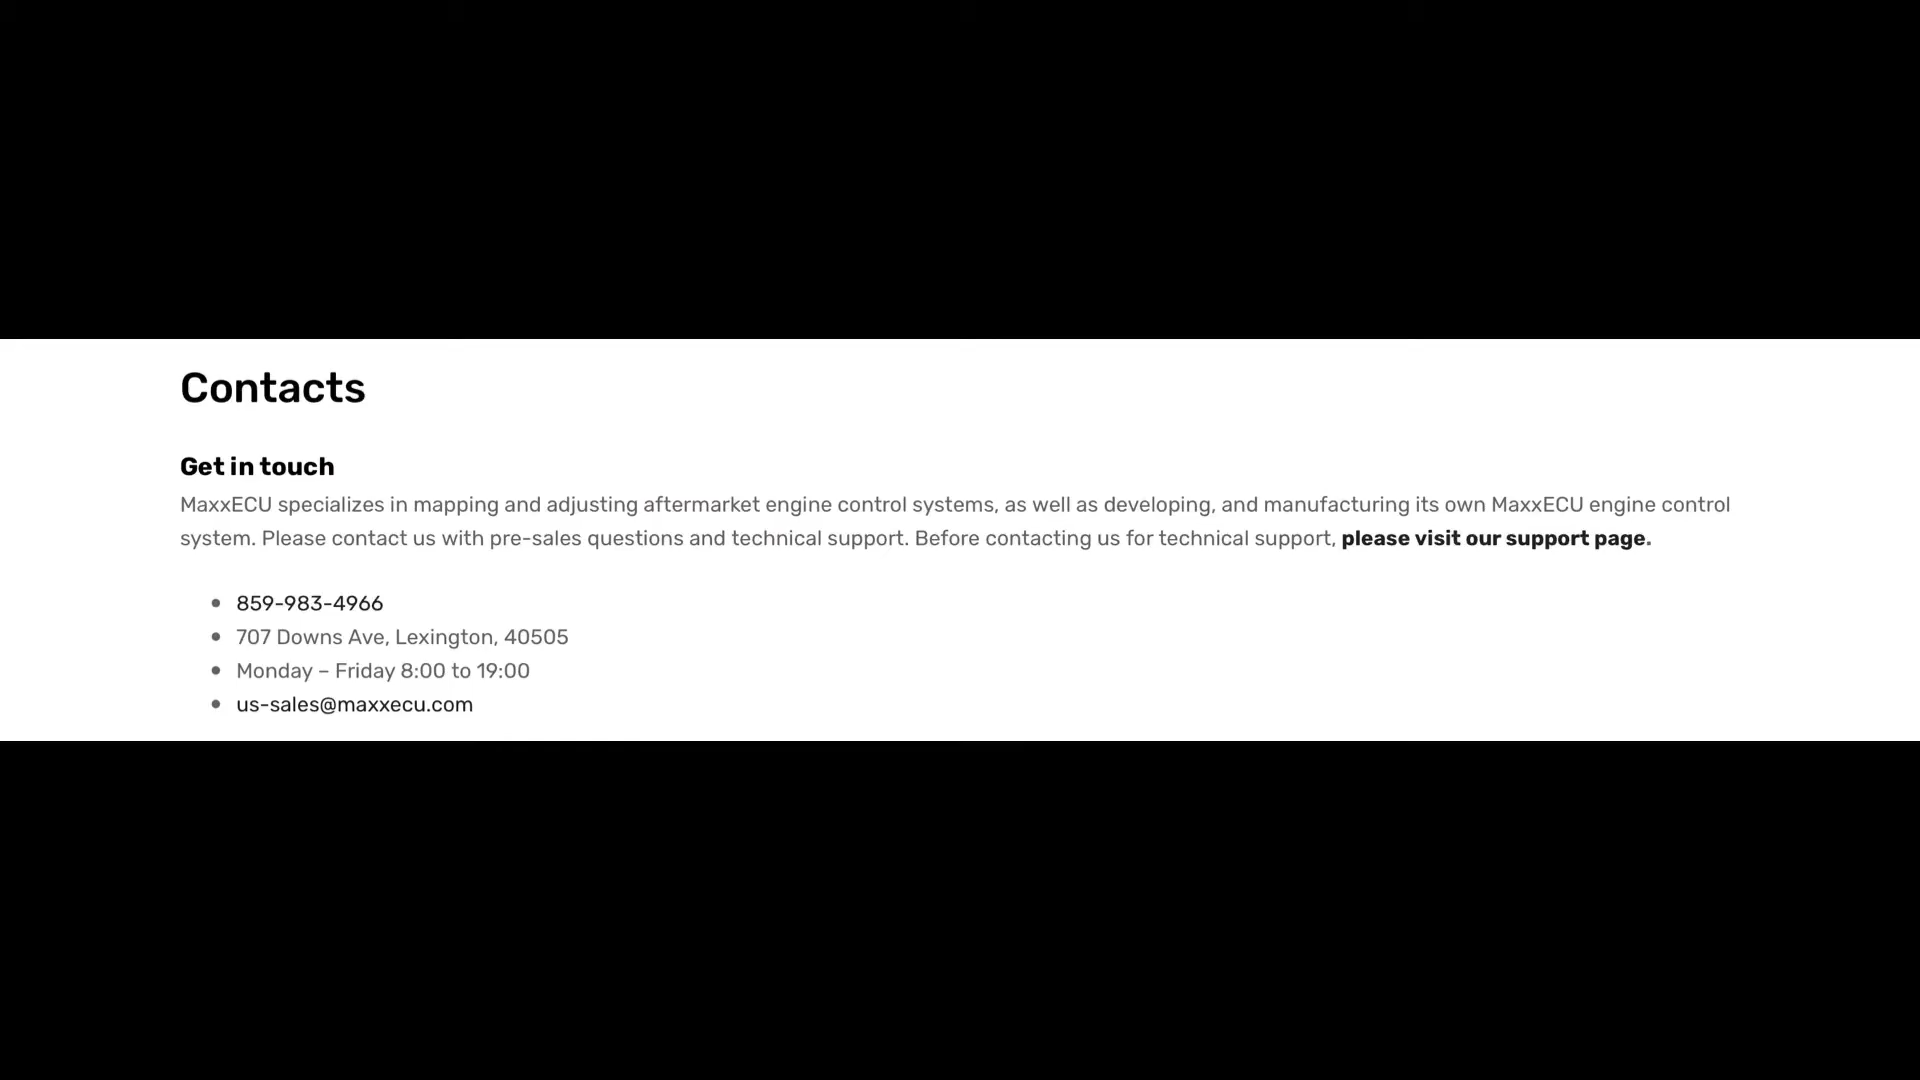 Contacts
Get in touch
MaxxECU specializes in mapping and adjusting aftermarket engine control systems, as well as developing, and manufacturing its own MaxxECU engine control
system. Please contact us with pre-sales questions and technical support. Before contacting us for technical support, please visit our support page.
859-983-4966
707 Downs Ave, Lexington, 40505
Monday – Friday 8:00 to 19:00
us-sales@maxxecu.com